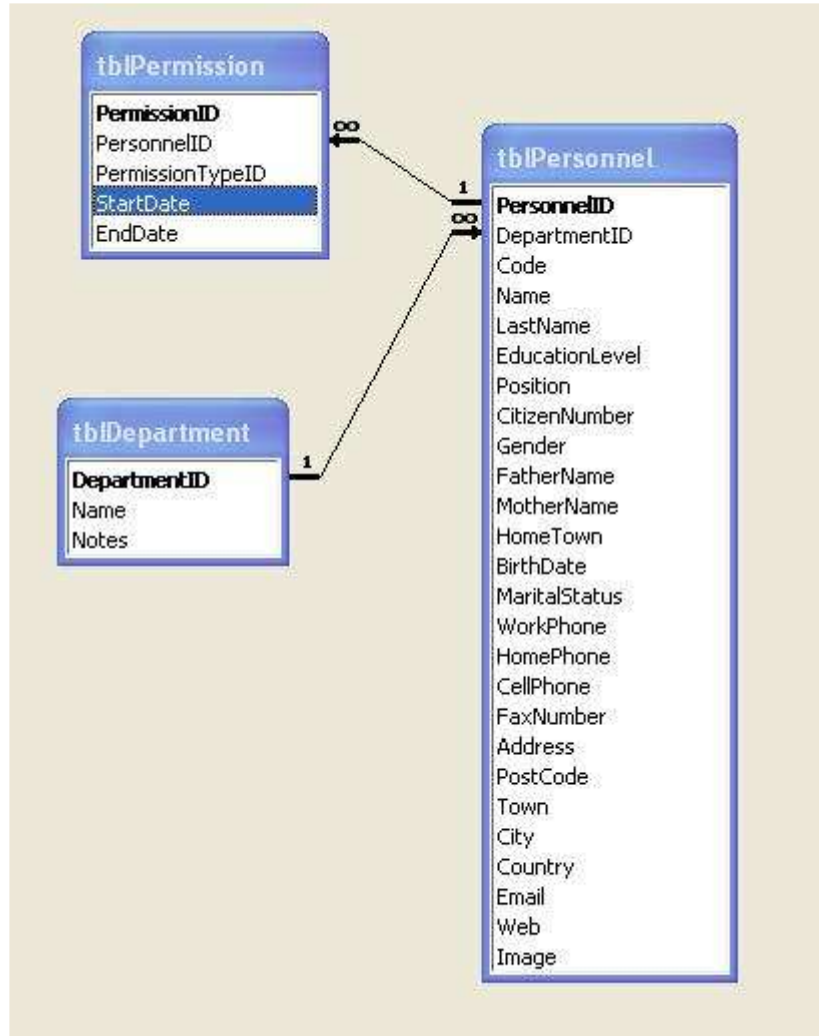 tblPermission
PermissionID
PersonnelID
PermissionTypeID
StartDate
EndDate
∞
1
∞
tblPersonnel
PersonnelID
DepartmentID
Code
Name
LastName
EducationLevel
Position
CitizenNumber
Gender
FatherName
MotherName
HomeTown
BirthDate
MaritalStatus
WorkPhone
HomePhone
CellPhone
FaxNumber
Address
PostCode
Town
City
Country
Email
Web
Image
tblDepartment
DepartmentID
Name
Notes
1